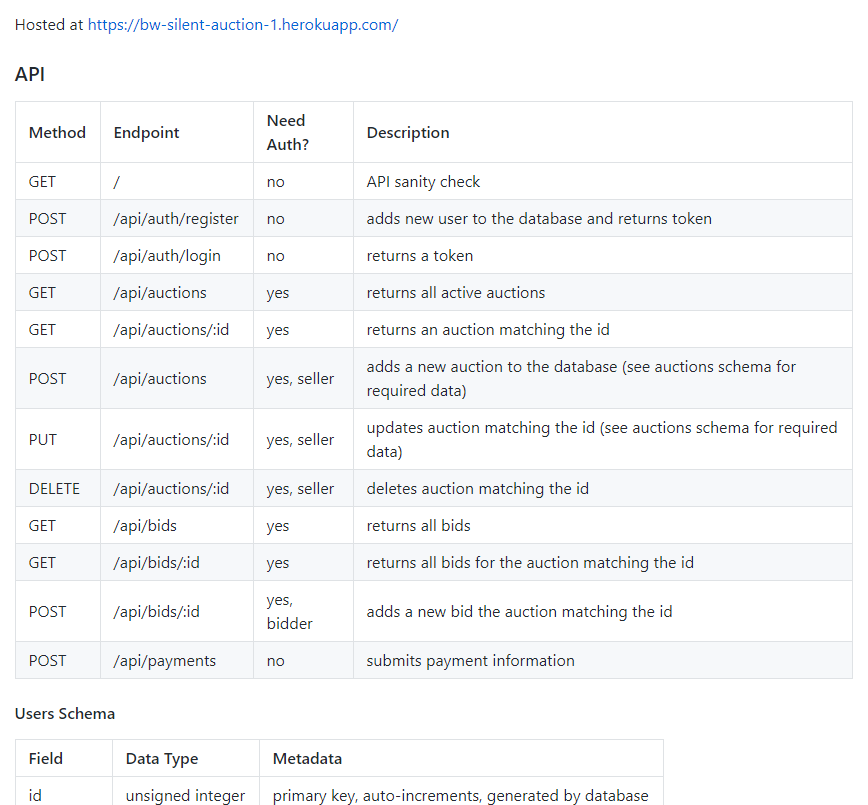 Hosted at https://bw-silent-auction-1.herokuapp.com/
API
Method Endpoint Need Auth? Description
GET / no API sanity check
POST /api/auth/register no adds new user to the database and returns token
POST /api/auth/login no returns a token
GET /api/auctions yes returns all active auctions
GET /api/auctions/:id yes returns an auction matching the id
POST /api/auctions yes, seller adds a new auction to the database (see auctions schema for
required data)
PUT /api/auctions/:id yes, seller updates auction matching the id (see auctions schema for required
data)
DELETE /api/auctions/:id yes, seller deletes auction matching the id
GET /api/bids yes returns all bids
GET /api/bids/:id yes returns all bids for the auction matching the id
POST /api/bids/:id yes, bidder adds a new bid the auction matching the id
POST /api/payments no submits payment information
Users Schema
Field Data Type Metadata
id unsigned integer primary key, auto-increments, generated by database